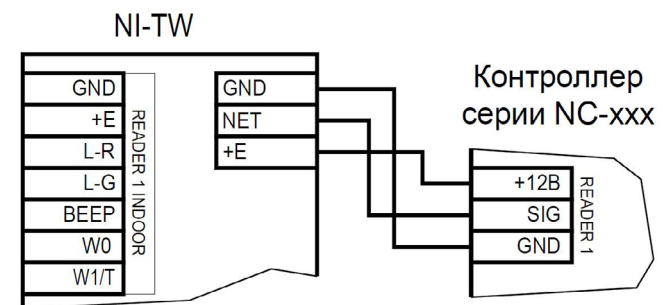 NI-TW
GND
+E
L-R
L-G
BEEP
W0
W1/T
READER 1 INDOOR
GND
NET
+E
Контроллер
серии NC-xxx
+12В
SIG
GND
READER 1